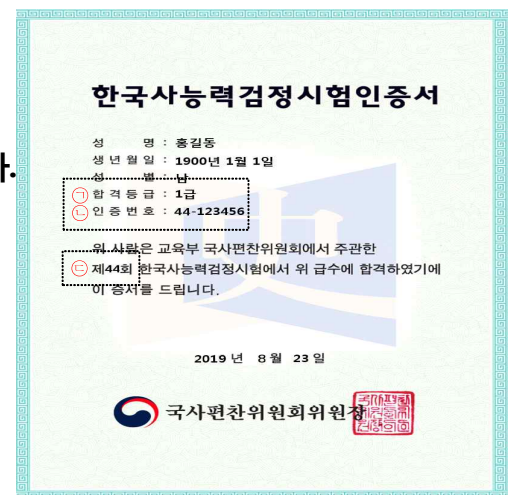 한국사능력검정시험인증서
다.
성 명 : 홍길동
생 년 월 일 : 1900년 1월 1일
성 별 : 남
㉠ 합 격 등 급 : 1급
㉡ 인 증 번 호 : 44-123456
위 사람은 교육부 국사편찬위원회에서 주관한
㉢ 제44회 한국사능력검정시험에서 위 급수에 합격하였기에
이 증서를 드립니다.
2019 년 8 월 23 일
국사편찬위원회위원장